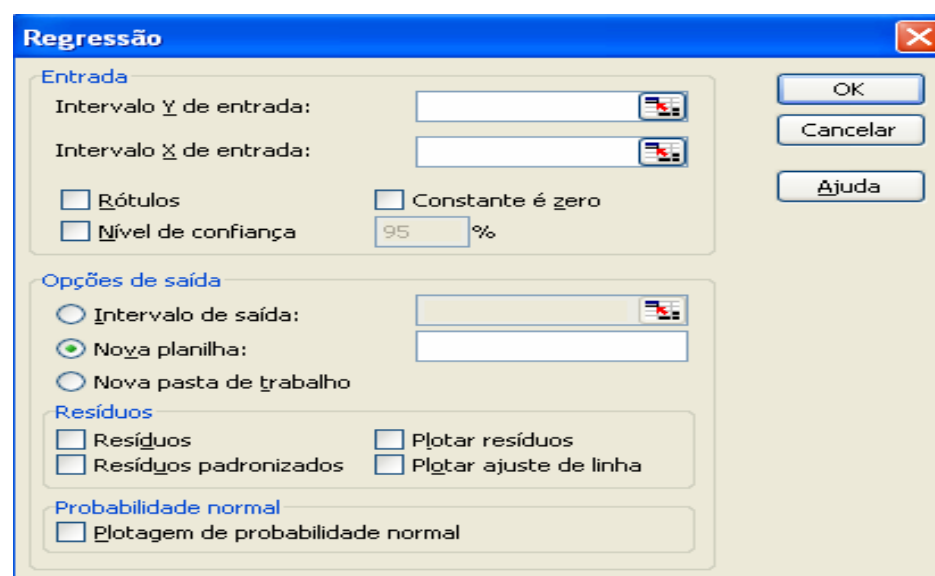 Regressão
Entrada
Intervalo Y de entrada:
Intervalo X de entrada:
Rótulos
Constante é zero
Nível de confiança
95 %
OK
Cancelar
Ajuda
Opções de saída
Intervalo de saída:
Nova planilha:
Nova pasta de trabalho
Resíduos
Resíduos
Plotar resíduos
Resíduos padronizados
Plotar ajuste de linha
Probabilidade normal
Plotagem de probabilidade normal